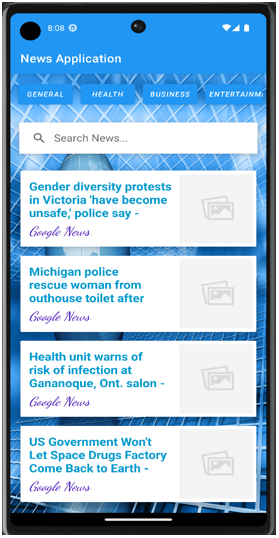 8:08
News Application
GENERAL HEALTH BUSINESS ENTERTAINM
Search News...
Gender diversity protests
in Victoria 'have become
unsafe,' police say -
Google News
Michigan police
rescue woman from
outhouse toilet after
Google News
Health unit warns of
risk of infection at
Gananoque, Ont. salon -
Google News
US Government Won't
Let Space Drugs Factory
Come Back to Earth -
Google News